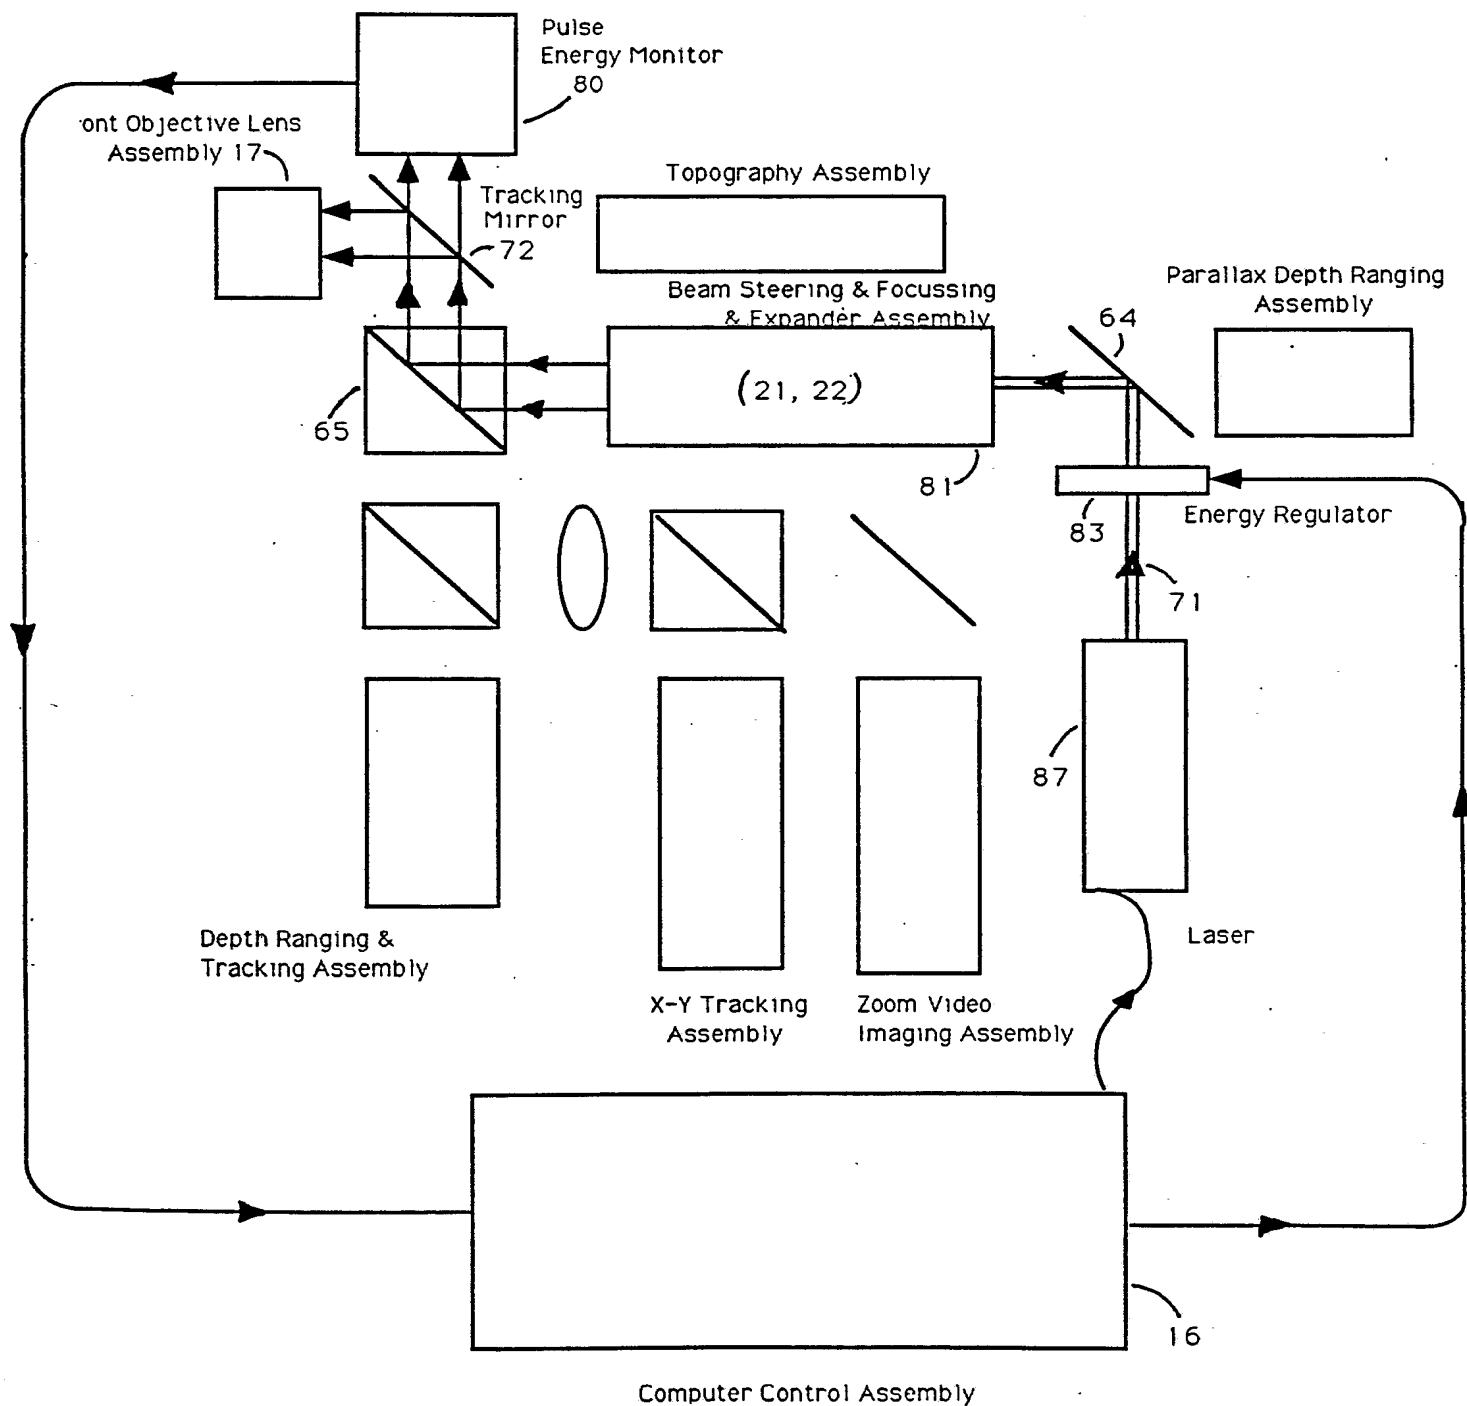 Pulse
Energy Monitor
80
ont Objective Lens
Assembly 17
Tracking
Mirror
72
Topography Assembly
Beam Steering & Focussing
& Expander Assembly
Parallax Depth Ranging
Assembly
64
65
(21, 22)
81
83
Energy Regulator
71
87
Laser
Depth Ranging &
Tracking Assembly
X-Y Tracking
Assembly
Zoom Video
Imaging Assembly
16
Computer Control Assembly